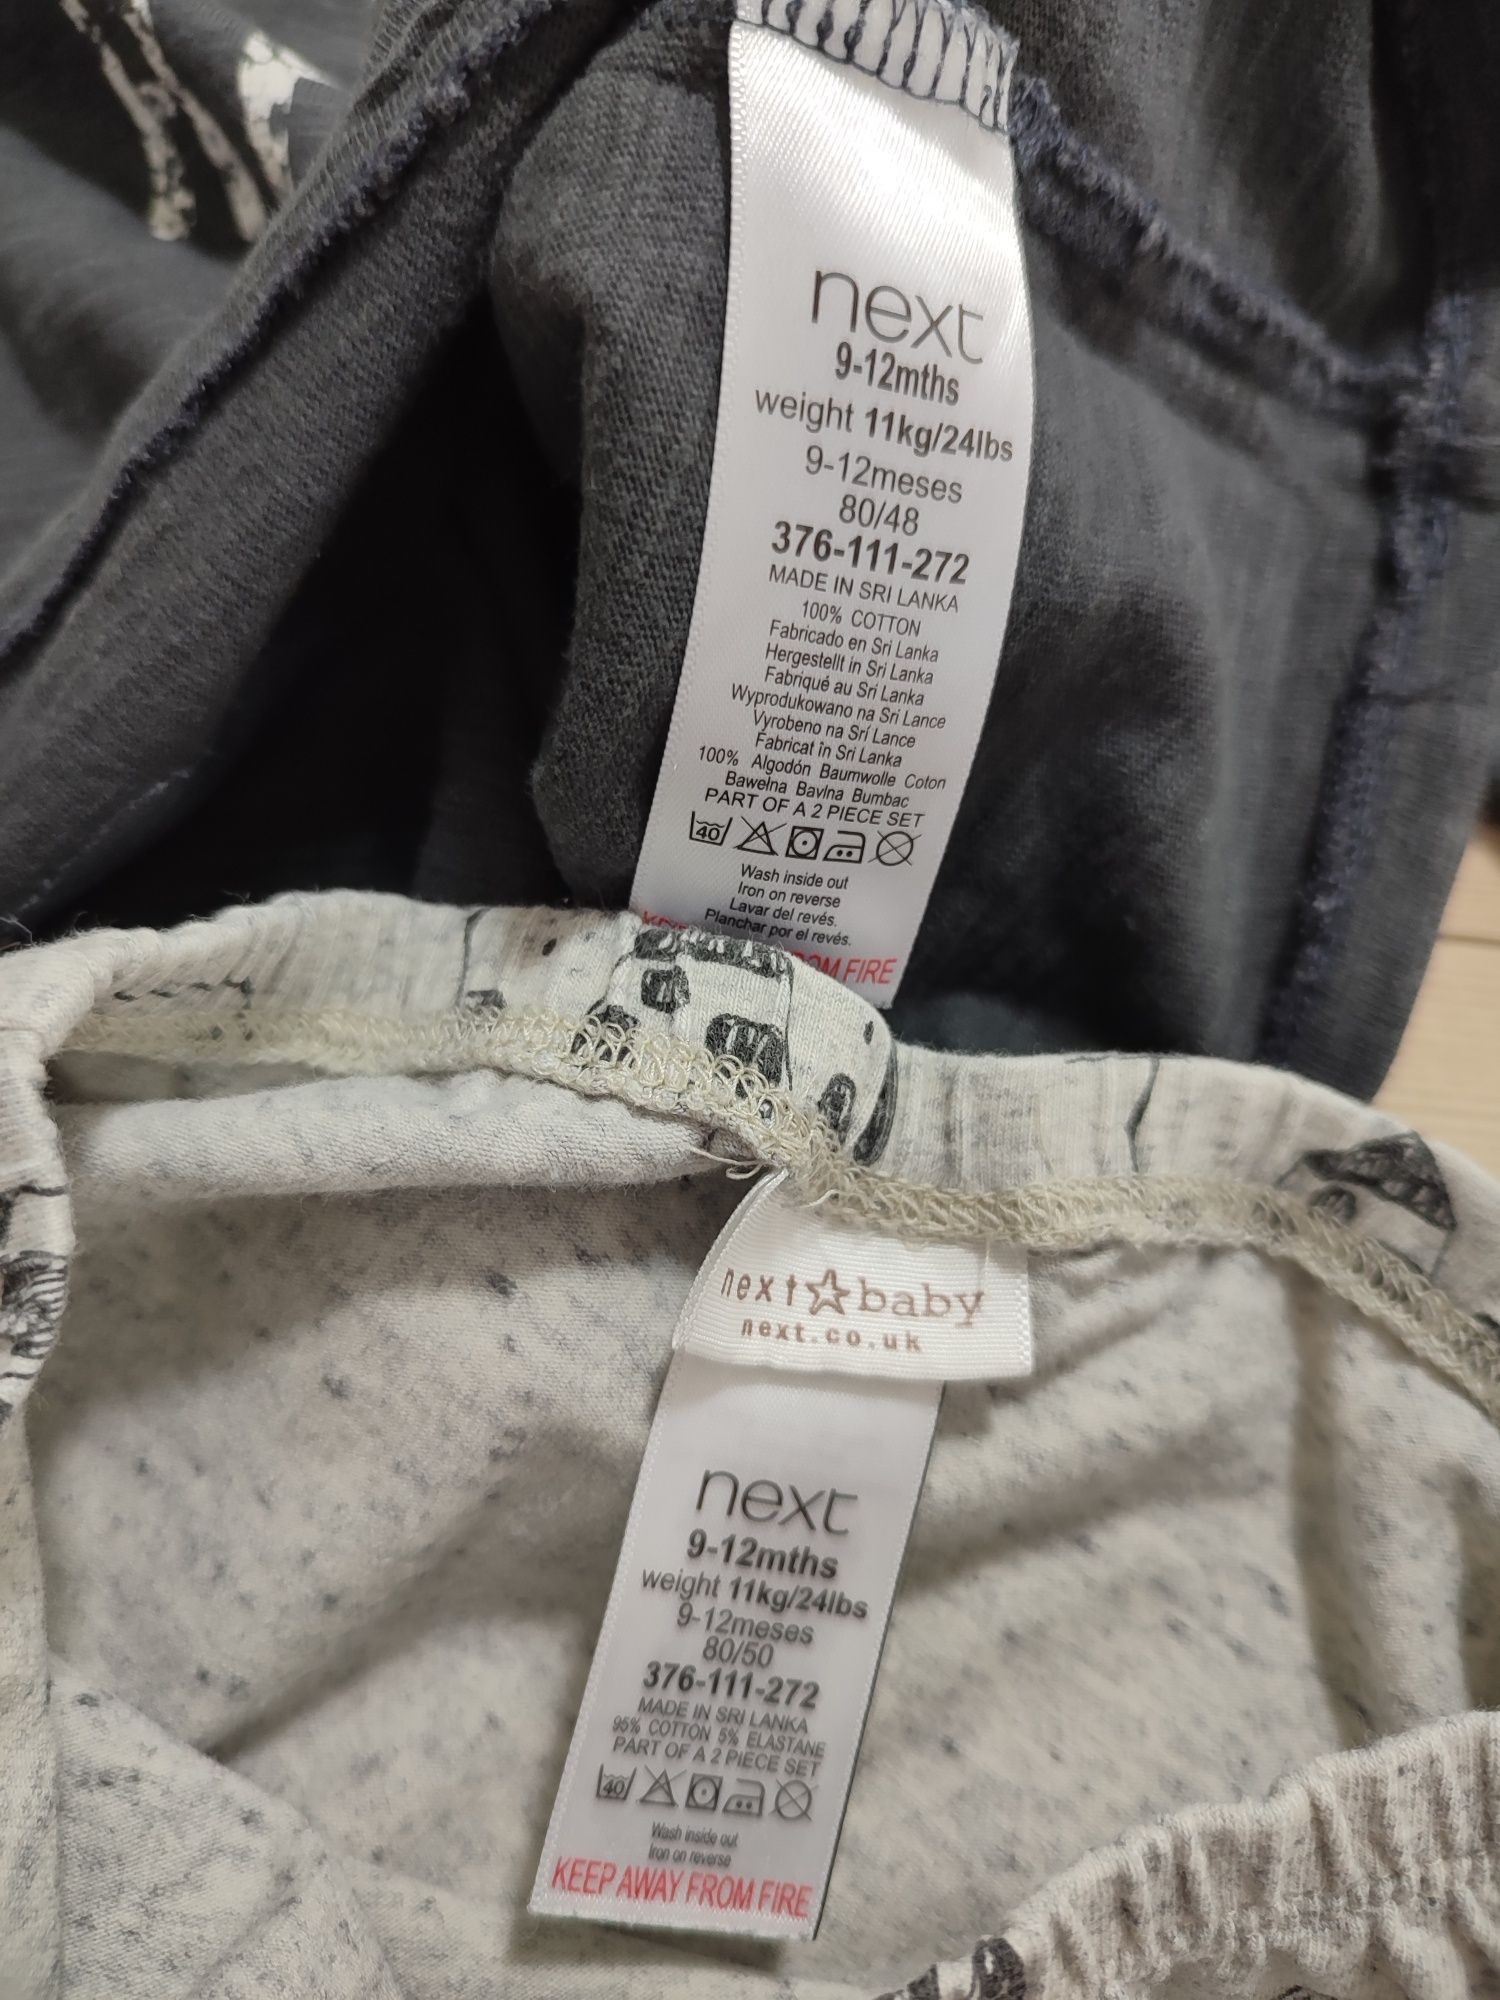 next
9-12mths
weight 11kg/24lbs
9-12meses
80/48
376-111-272
MADE IN SRI LANKA
100% COTTON
Fabricado en Sri Lanka
Hergestellt in Sri Lanka
Fabriqué au Sri Lanka
Wyprodukowano na Sri Lance
Vyrobeno na Srí Lance
Fabricat în Sri Lanka
100% Algodón Baumwolle Coton
Bawełna Bavlna Bumbac
PART OF A 2 PIECE SET
40
Wash inside out
Iron on reverse
Lavar del revés.
Planchar por el revés.
FIRE
next baby
next.co.uk
next
9-12mths
weight 11kg/24lbs
9-12meses
80/50
376-111-272
MADE IN SRI LANKA
95% COTTON 5% ELASTANE
PART OF A 2 PIECE SET
40
Wash inside out
Iron on reverse
KEEP AWAY FROM FIRE